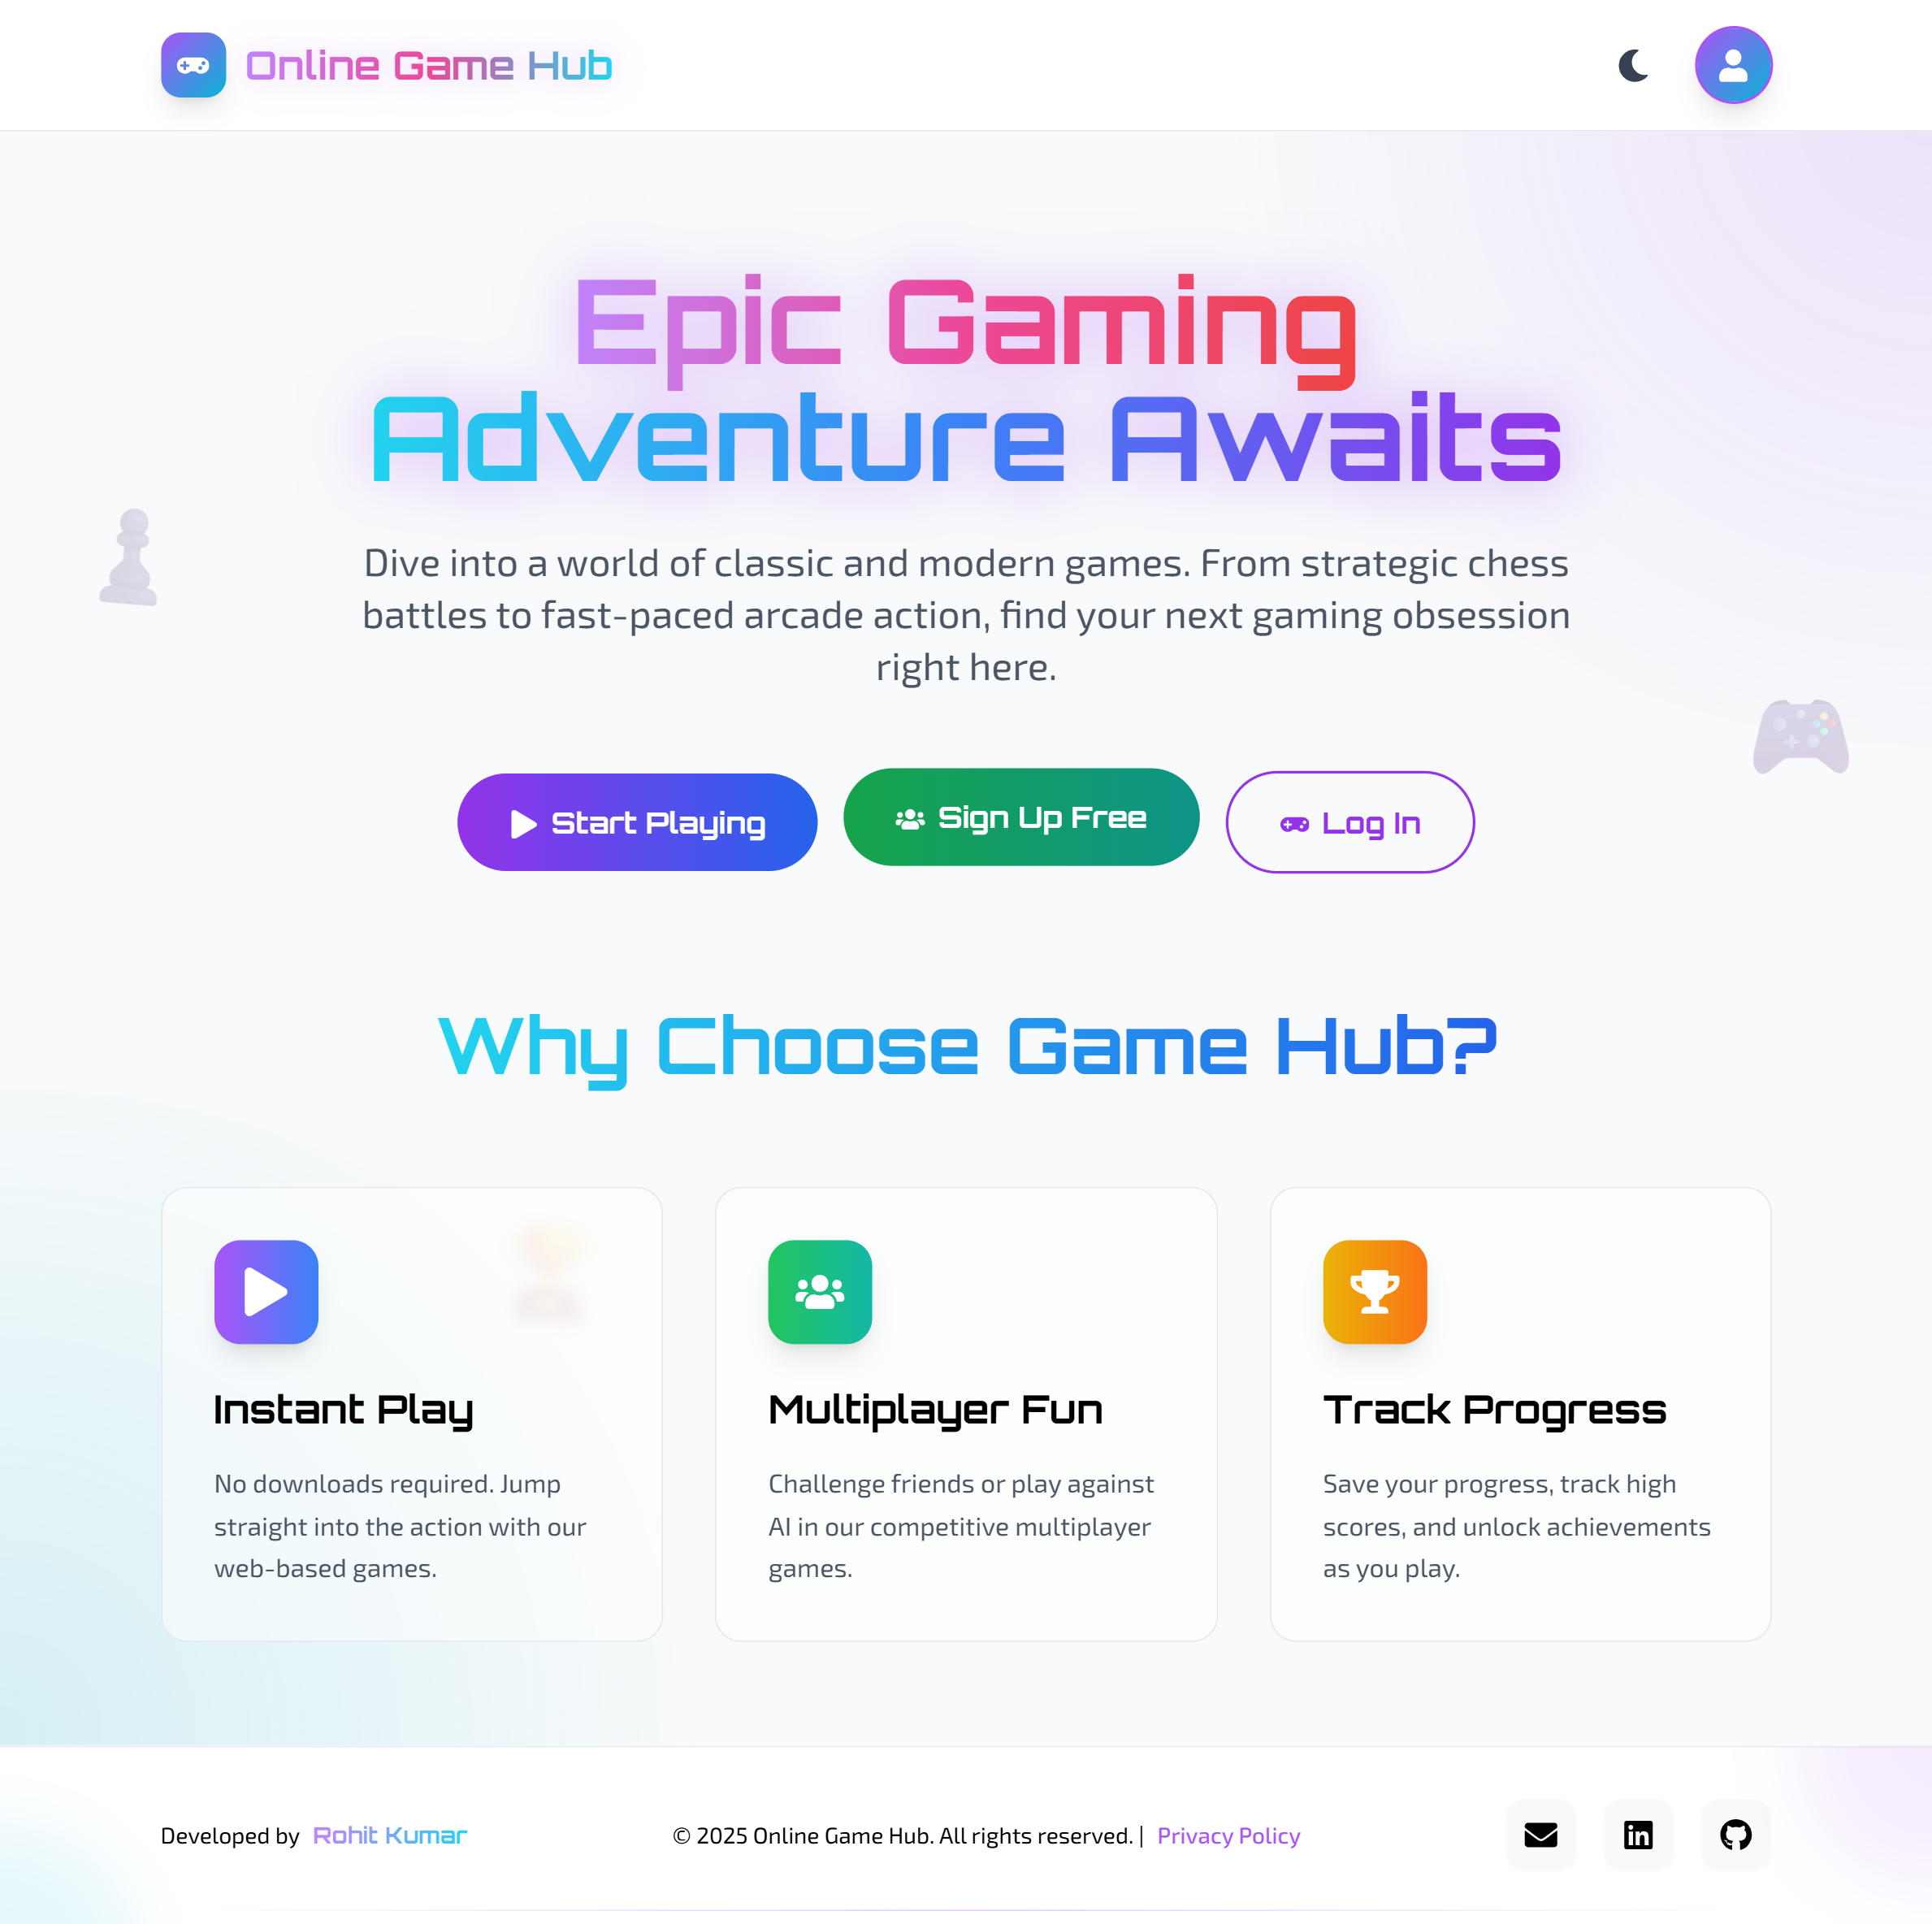 Online Game Hub
Epic Gaming
Adventure Awaits
Dive into a world of classic and modern games. From strategic chess
battles to fast-paced arcade action, find your next gaming obsession
right here.
Start Playing
Sign Up Free
Log In
Why Choose Game Hub?
Instant Play
No downloads required. Jump
straight into the action with our
web-based games.
Multiplayer Fun
Challenge friends or play against
AI in our competitive multiplayer
games.
Track Progress
Save your progress, track high
scores, and unlock achievements
as you play.
Developed by Rohit Kumar
© 2025 Online Game Hub. All rights reserved. | Privacy Policy